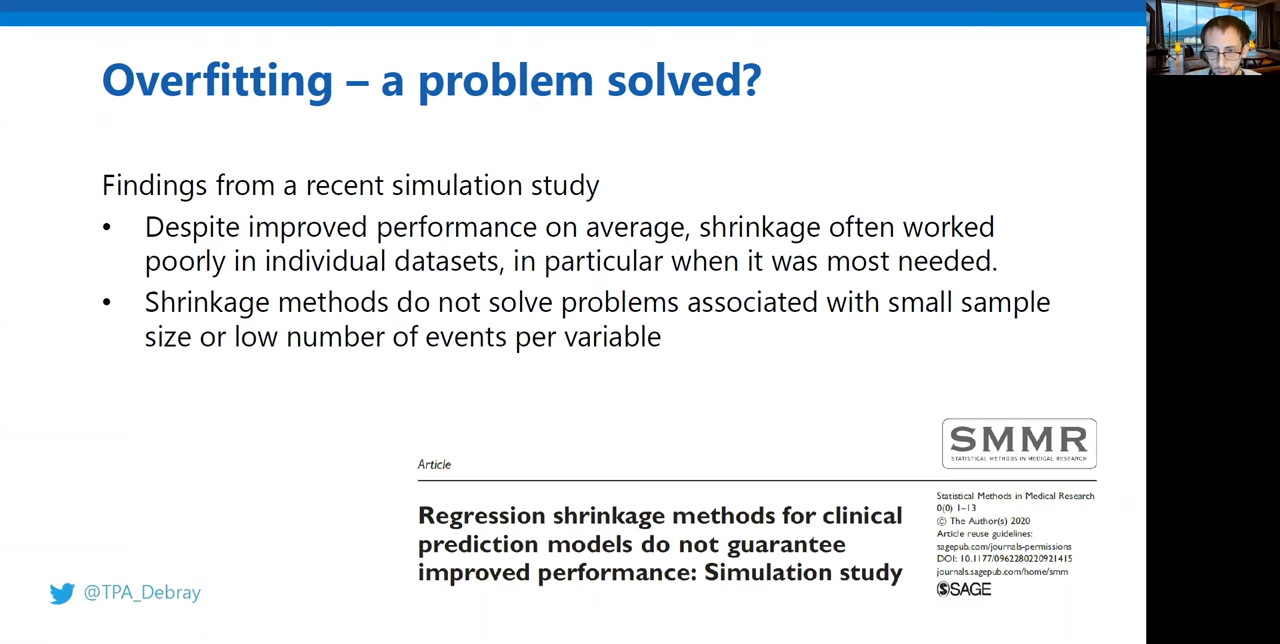 Overfitting – a problem solved?
Findings from a recent simulation study
• Despite improved performance on average, shrinkage often worked
poorly in individual datasets, in particular when it was most needed.
• Shrinkage methods do not solve problems associated with small sample
size or low number of events per variable
SMMR
STATISTICAL METHODS IN MEDICAL RESEARCH
Article
Regression shrinkage methods for clinical
prediction models do not guarantee
improved performance: Simulation study
Statistical Methods in Medical Research
0(0) 1–13
© The Author(s) 2020
Article reuse guidelines:
sagepub.com/journals-permissions
DOI: 10.1177/0962280220921415
journals.sagepub.com/home/smm
SAGE
@TPA_Debray